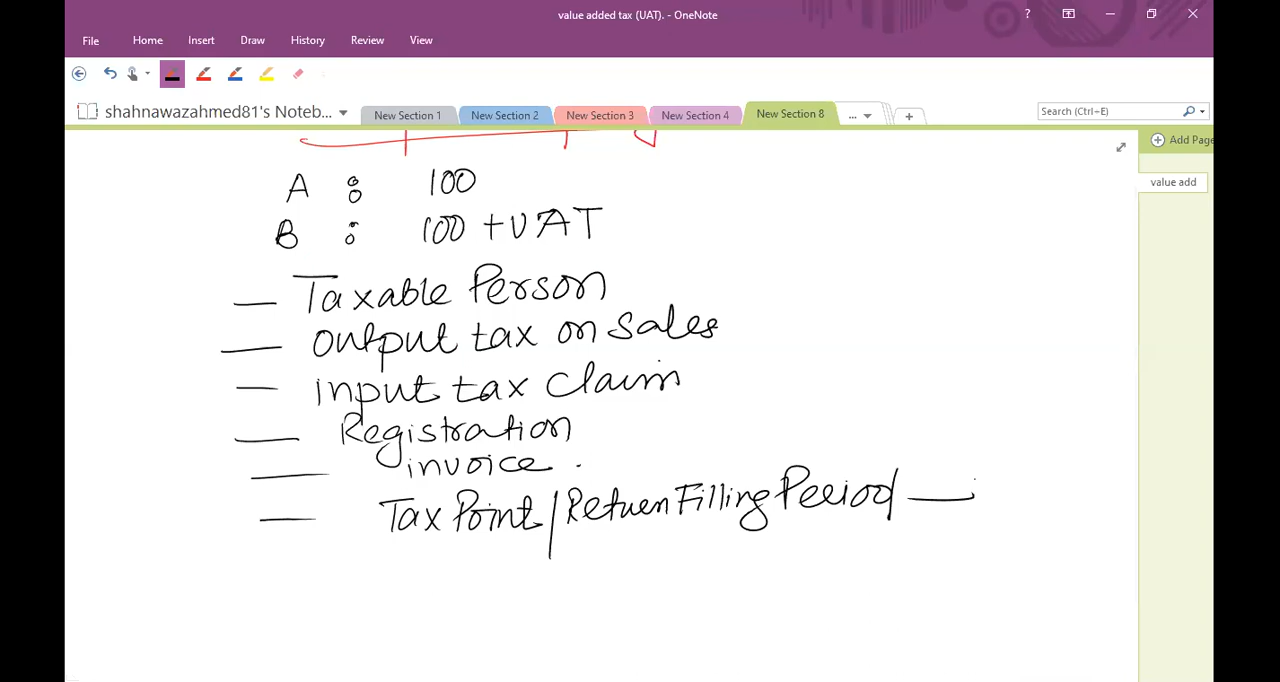 value added tax (UAT). - OneNote
?
File Home Insert Draw History Review View
shahnawazahmed81's Noteb... New Section 1 New Section 2 New Section 3 New Section 4 New Section 8 ... + Search (Ctrl+E)
Add Page
value add
A : 100
B : 100 + VAT
— Taxable Person
— Output tax on Sales
— input tax Claim
— Registration
— invoice.
— Tax Point/Return Filling Period —